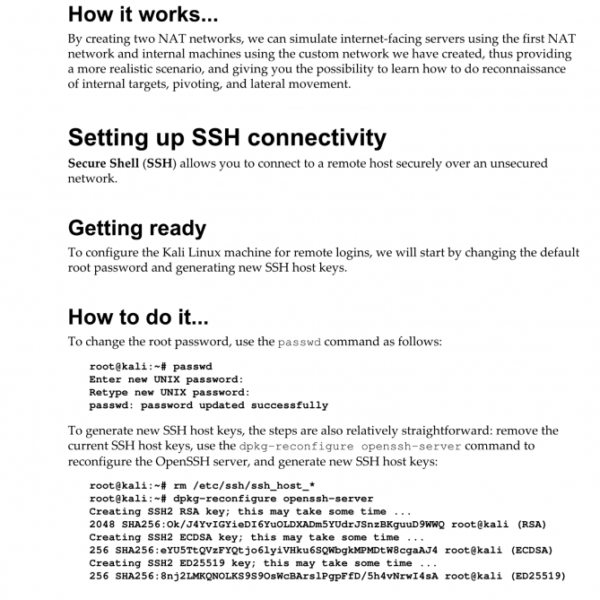 How it works...
By creating two NAT networks, we can simulate internet-facing servers using the first NAT
network and internal machines using the custom network we have created, thus providing
a more realistic scenario, and giving you the possibility to learn how to do reconnaissance
of internal targets, pivoting, and lateral movement.
Setting up SSH connectivity
Secure Shell (SSH) allows you to connect to a remote host securely over an unsecured
network.
Getting ready
To configure the Kali Linux machine for remote logins, we will start by changing the default
root password and generating new SSH host keys.
How to do it...
To change the root password, use the passwd command as follows:
root@kali:~# passwd
Enter new UNIX password:
Retype new UNIX password:
passwd: password updated successfully
To generate new SSH host keys, the steps are also relatively straightforward: remove the
current SSH host keys, use the dpkg-reconfigure openssh-server command to
reconfigure the OpenSSH server, and generate new SSH host keys:
root@kali:~# rm /etc/ssh/ssh_host_*
root@kali:~# dpkg-reconfigure openssh-server
Creating SSH2 RSA key; this may take some time ...
2048 SHA256:Ok/J4YvIGYieDI6YuOLDXADm5YUdrJSnzBKguuD9WWQ root@kali (RSA)
Creating SSH2 ECDSA key; this may take some time ...
256 SHA256:eYU5TtQVzFYQtjo6lyiVHku6SQWbgkMPMDtW8cgaAJ4 root@kali (ECDSA)
Creating SSH2 ED25519 key; this may take some time ...
256 SHA256:8nj2LMKQNOLKS9S9OsWcBArslPgpFfD/5h4vNrwI4sA root@kali (ED25519)